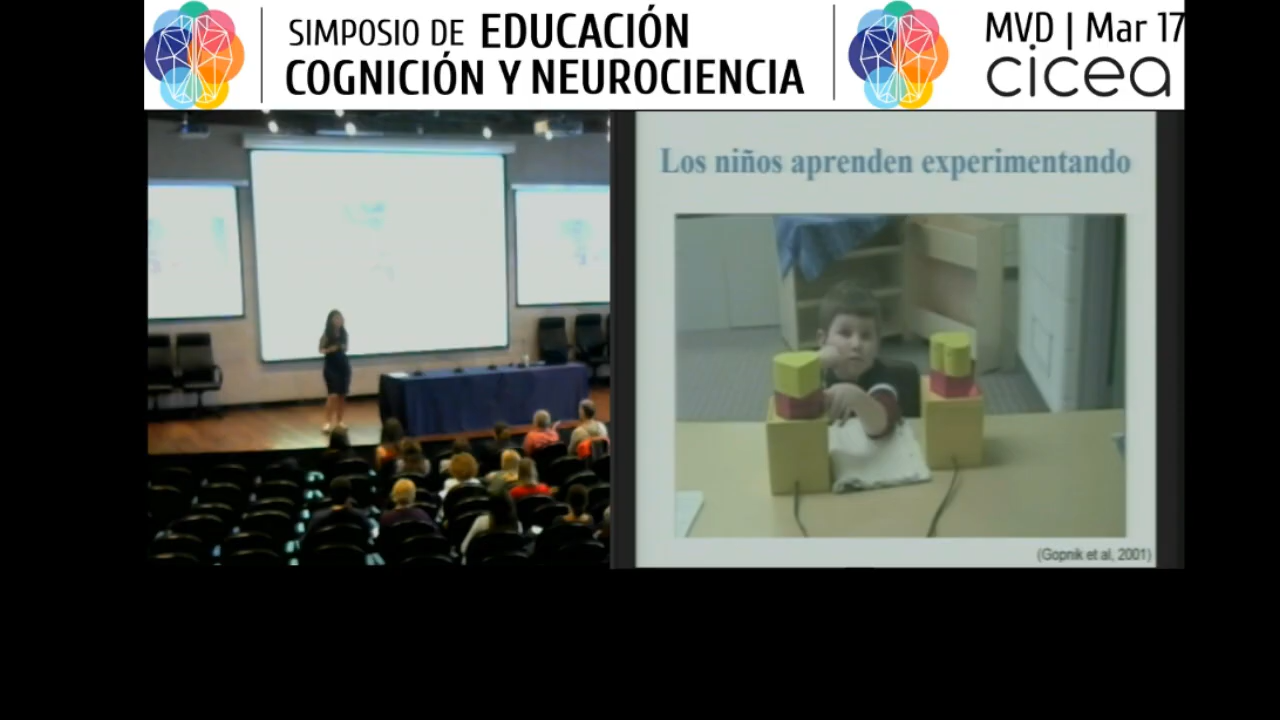 SIMPOSIO DE EDUCACIÓN
COGNICIÓN Y NEUROCIENCIA
MVD | Mar 17
cicea
Los niños aprenden experimentando
(Gopnik et al, 2001)